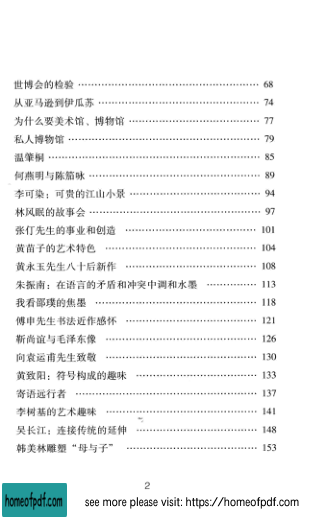 世博会的检验 ………………………………………… 68
从亚马逊到伊瓜苏 …………………………………… 74
为什么要美术馆、博物馆 …………………………… 77
私人博物馆 …………………………………………… 79
温肇桐 ………………………………………………… 85
何燕明与陈笳咏 ……………………………………… 89
李可染：可贵的江山小景 …………………………… 94
林风眠的故事会 ……………………………………… 97
张仃先生的事业和创造 ……………………………… 101
黄苗子的艺术特色 …………………………………… 104
黄永玉先生八十后新作 ……………………………… 108
朱振南：在语言的矛盾和冲突中调和水墨 ………… 113
我看邵璞的焦墨 ……………………………………… 118
傅申先生书法近作感怀 ……………………………… 121
靳尚谊与毛泽东像 …………………………………… 126
向袁运甫先生致敬 …………………………………… 130
黄致阳：符号构成的趣味 …………………………… 133
寄语远行者 …………………………………………… 137
李树基的艺术趣味 …………………………………… 141
吴长江：连接传统的延伸 …………………………… 148
韩美林雕塑“母与子” ……………………………… 153
2
homeofpdf.com see more please visit: https://homeofpdf.com